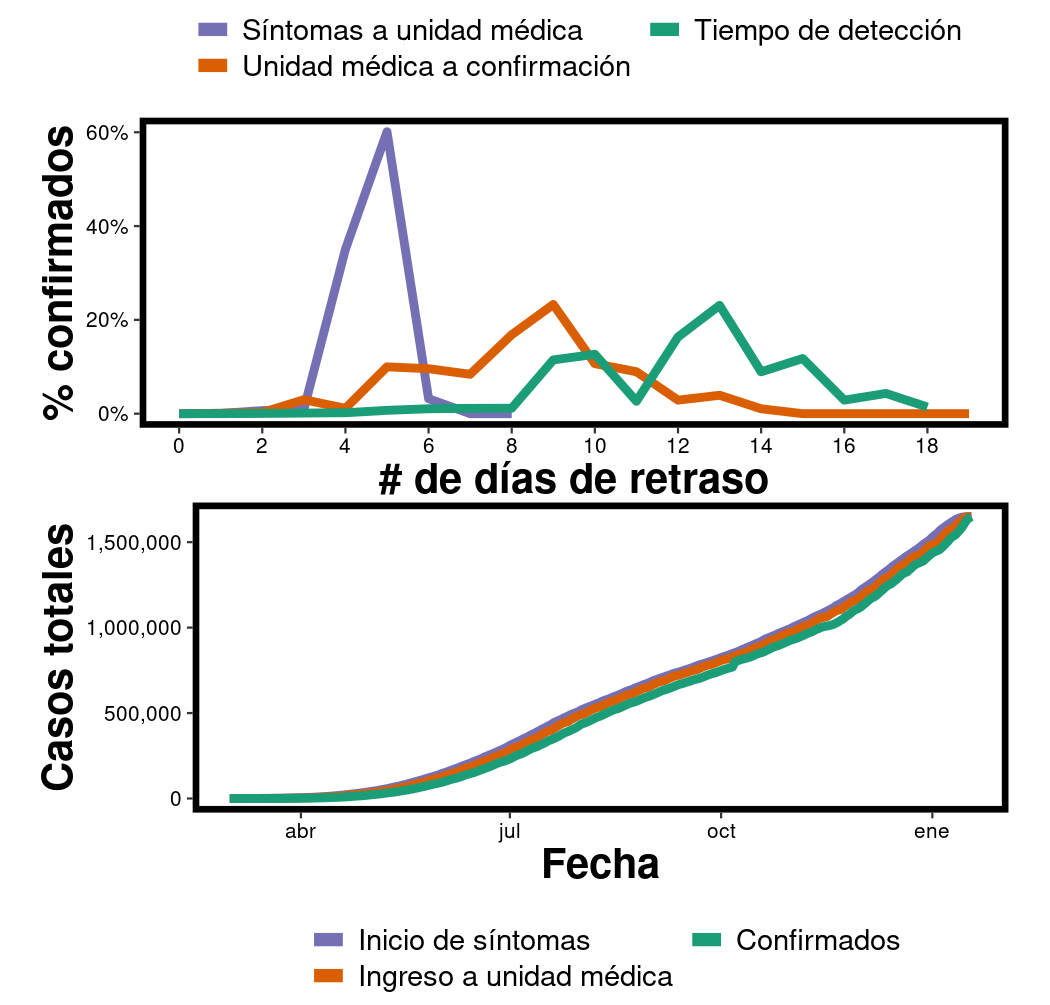 Síntomas a unidad médica
Tiempo de detección
Unidad médica a confirmación
% confirmados
60%
40%
20%
0%
0 2 4 6 8 10 12 14 16 18
# de días de retraso
Casos totales
1,500,000
1,000,000
500,000
0
abr jul oct ene
Fecha
Inicio de síntomas
Confirmados
Ingreso a unidad médica